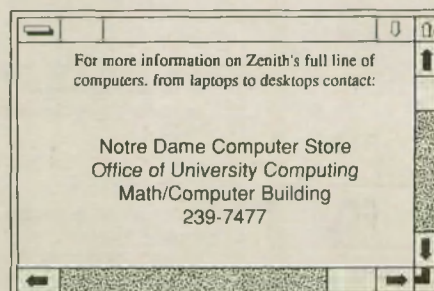 For more information on Zenith's full line of
computers. from laptops to desktops contact:
Notre Dame Computer Store
Office of University Computing
Math/Computer Building
239-7477